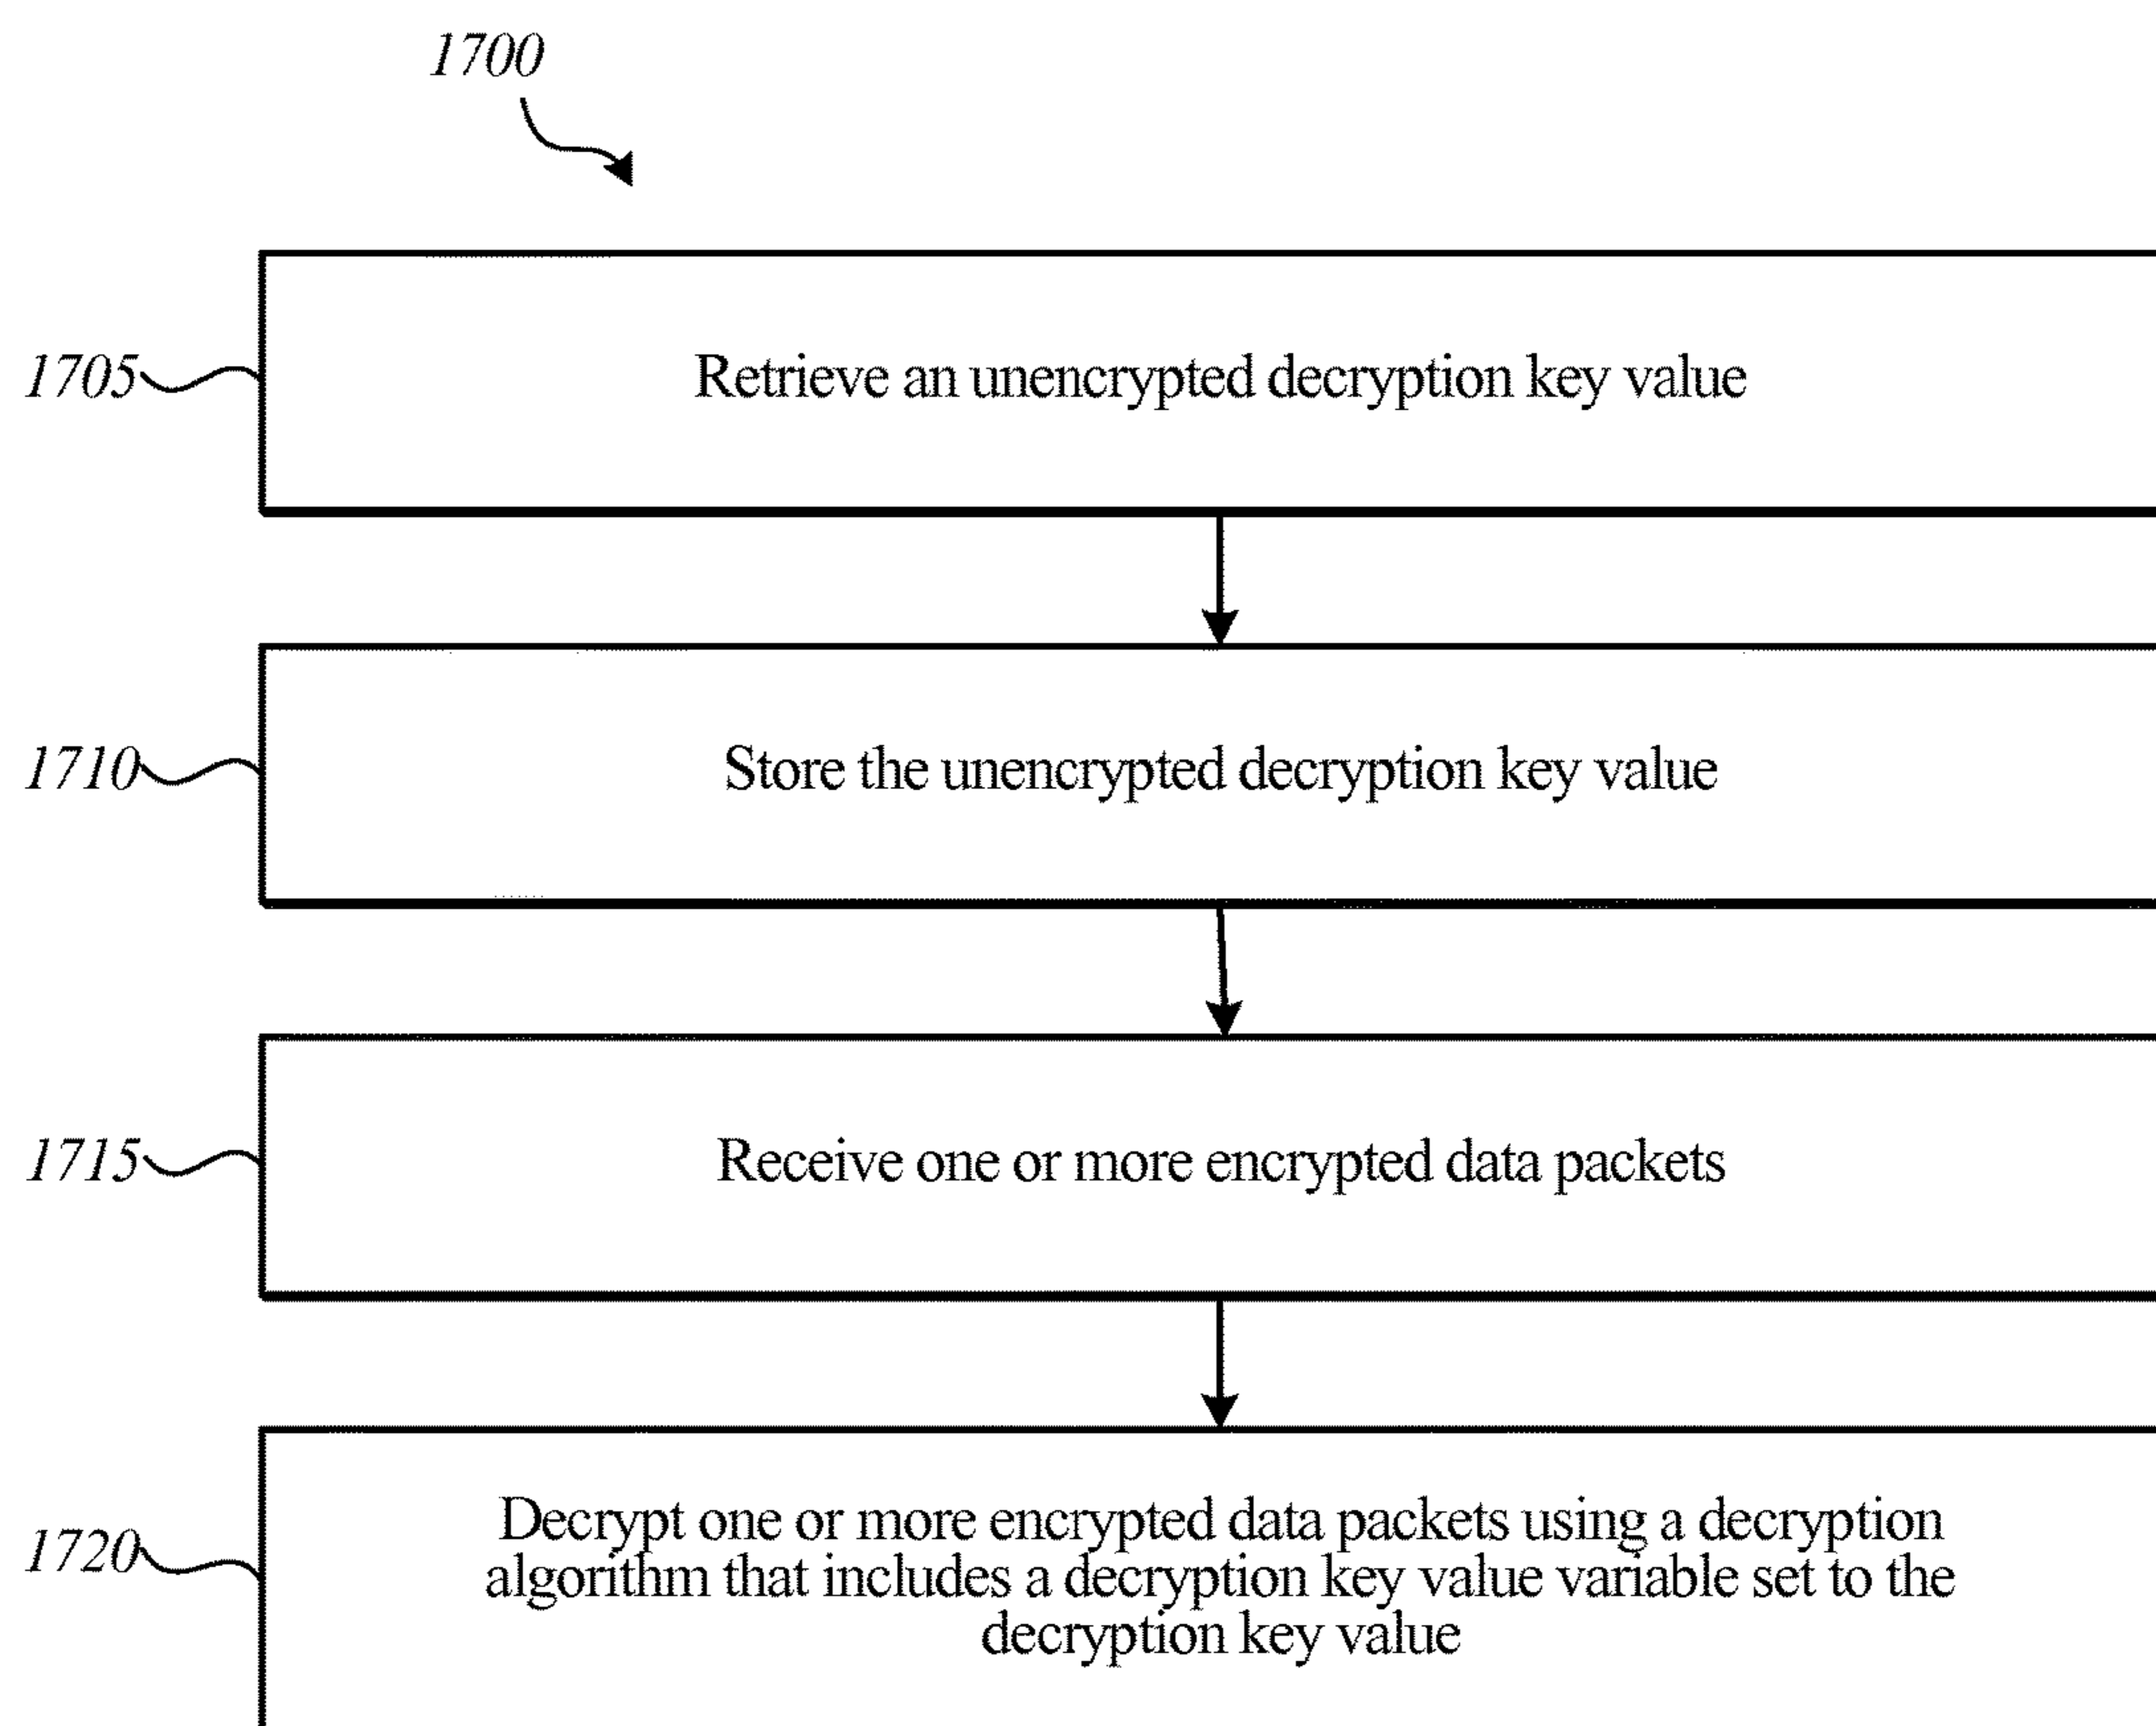 1700
1705
Retrieve an unencrypted decryption key value
1710
Store the unencrypted decryption key value
1715
Receive one or more encrypted data packets
1720
Decrypt one or more encrypted data packets using a decryption
algorithm that includes a decryption key value variable set to the
decryption key value